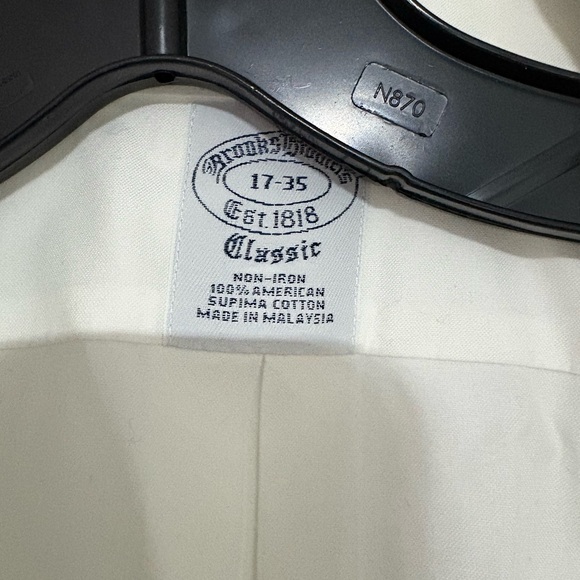 N870
Brooks Brothers
17-35
Est. 1818
Classic
NON-IRON
100% AMERICAN
SUPIMA COTTON
MADE IN MALAYSIA